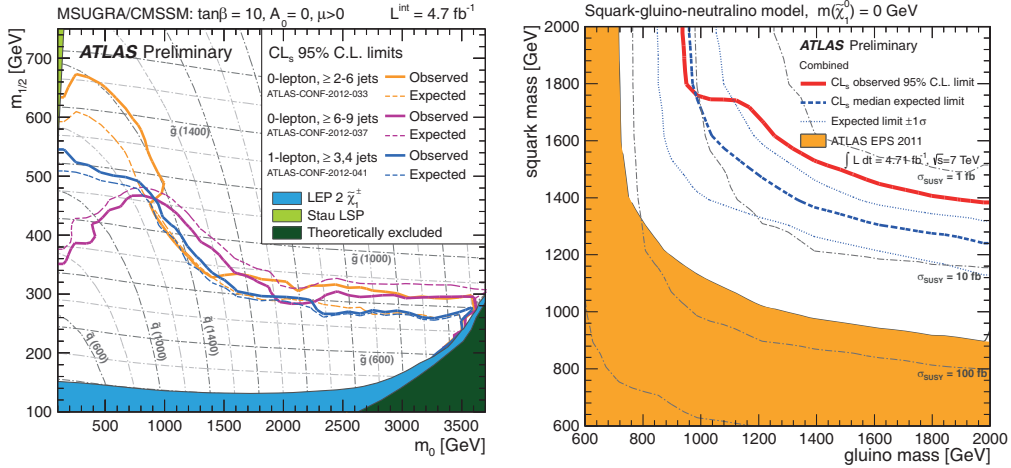 MSUGRA/CMSSM: tanβ = 10, A₀ = 0, μ>0 L^int = 4.7 fb⁻¹
m₁/₂ [GeV]
700
600
500
400
300
200
100
ATLAS Preliminary
CLₛ 95% C.L. limits
0-lepton, ≥ 2-6 jets
ATLAS-CONF-2012-033
Observed
Expected
0-lepton, ≥ 6-9 jets
ATLAS-CONF-2012-037
Observed
Expected
1-lepton, ≥ 3,4 jets
ATLAS-CONF-2012-041
Observed
Expected
LEP 2 χ̃₁±
Stau LSP
Theoretically excluded
g̃ (1400)
g̃ (1000)
g̃ (600)
q̃ (600)
q̃ (1000)
q̃ (1400)
500 1000 1500 2000 2500 3000 3500
m₀ [GeV]
Squark-gluino-neutralino model, m(χ̃₁⁰) = 0 GeV
squark mass [GeV]
2000
1800
1600
1400
1200
1000
800
600
ATLAS Preliminary
Combined
CLₛ observed 95% C.L. limit
CLₛ median expected limit
Expected limit ±1σ
ATLAS EPS 2011
∫ L dt = 4.71 fb⁻¹, √s=7 TeV
σ_SUSY = 1 fb
σ_SUSY = 10 fb
σ_SUSY = 100 fb
600 800 1000 1200 1400 1600 1800 2000
gluino mass [GeV]